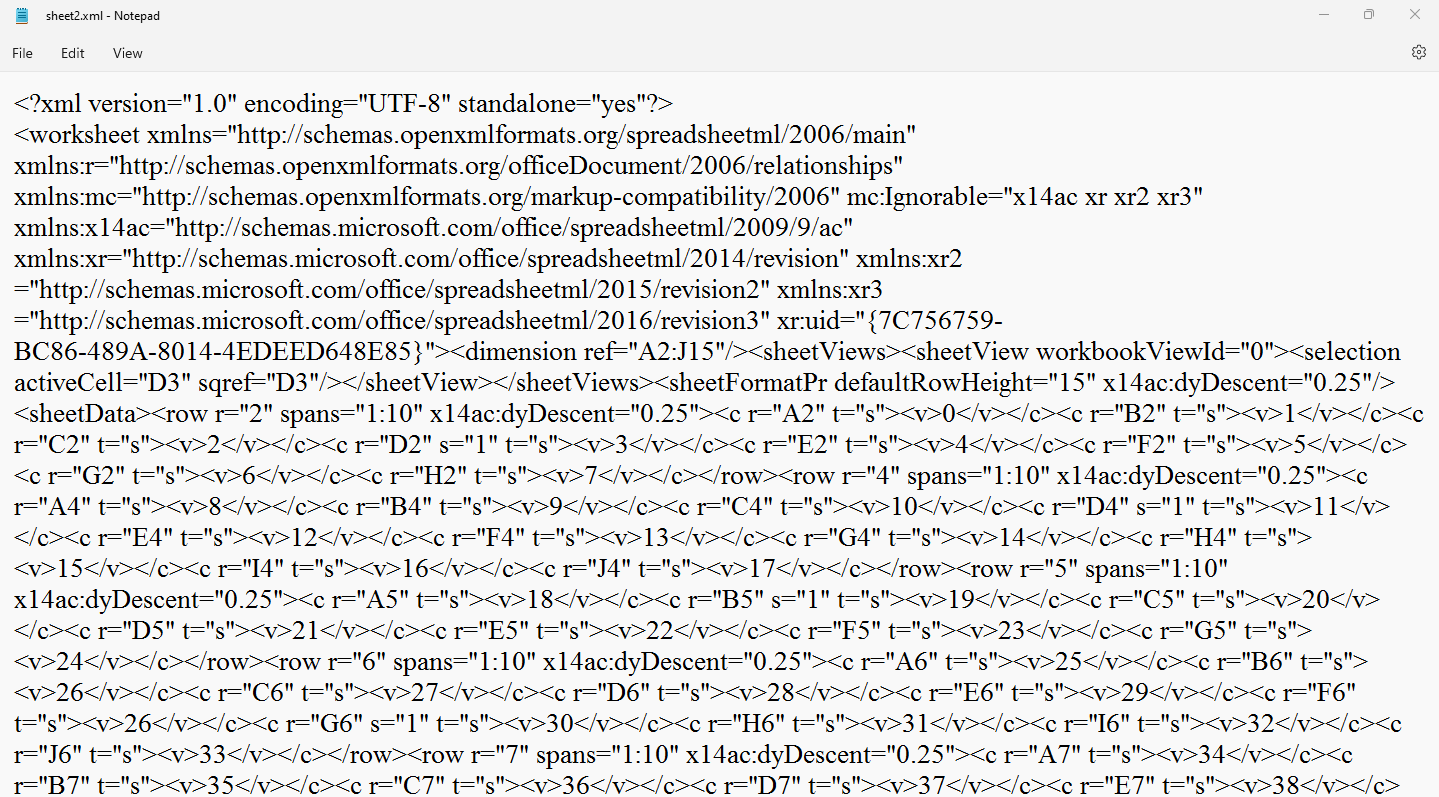 sheet2.xml - Notepad
File Edit View
<?xml version="1.0" encoding="UTF-8" standalone="yes"?>
<worksheet xmlns="http://schemas.openxmlformats.org/spreadsheetml/2006/main"
xmlns:r="http://schemas.openxmlformats.org/officeDocument/2006/relationships"
xmlns:mc="http://schemas.openxmlformats.org/markup-compatibility/2006" mc:Ignorable="x14ac xr xr2 xr3"
xmlns:x14ac="http://schemas.microsoft.com/office/spreadsheetml/2009/9/ac"
xmlns:xr="http://schemas.microsoft.com/office/spreadsheetml/2014/revision" xmlns:xr2
="http://schemas.microsoft.com/office/spreadsheetml/2015/revision2" xmlns:xr3
="http://schemas.microsoft.com/office/spreadsheetml/2016/revision3" xr:uid="{7C756759-
BC86-489A-8014-4EDEED648E85}"><dimension ref="A2:J15"/><sheetViews><sheetView workbookViewId="0"><selection
activeCell="D3" sqref="D3"/></sheetView></sheetViews><sheetFormatPr defaultRowHeight="15" x14ac:dyDescent="0.25"/>
<sheetData><row r="2" spans="1:10" x14ac:dyDescent="0.25"><c r="A2" t="s"><v>0</v></c><c r="B2" t="s"><v>1</v></c><c
r="C2" t="s"><v>2</v></c><c r="D2" s="1" t="s"><v>3</v></c><c r="E2" t="s"><v>4</v></c><c r="F2" t="s"><v>5</v></c>
<c r="G2" t="s"><v>6</v></c><c r="H2" t="s"><v>7</v></c></row><row r="4" spans="1:10" x14ac:dyDescent="0.25"><c
r="A4" t="s"><v>8</v></c><c r="B4" t="s"><v>9</v></c><c r="C4" t="s"><v>10</v></c><c r="D4" s="1" t="s"><v>11</v>
</c><c r="E4" t="s"><v>12</v></c><c r="F4" t="s"><v>13</v></c><c r="G4" t="s"><v>14</v></c><c r="H4" t="s">
<v>15</v></c><c r="I4" t="s"><v>16</v></c><c r="J4" t="s"><v>17</v></c></row><row r="5" spans="1:10"
x14ac:dyDescent="0.25"><c r="A5" t="s"><v>18</v></c><c r="B5" s="1" t="s"><v>19</v></c><c r="C5" t="s"><v>20</v>
</c><c r="D5" t="s"><v>21</v></c><c r="E5" t="s"><v>22</v></c><c r="F5" t="s"><v>23</v></c><c r="G5" t="s">
<v>24</v></c></row><row r="6" spans="1:10" x14ac:dyDescent="0.25"><c r="A6" t="s"><v>25</v></c><c r="B6" t="s">
<v>26</v></c><c r="C6" t="s"><v>27</v></c><c r="D6" t="s"><v>28</v></c><c r="E6" t="s"><v>29</v></c><c r="F6"
t="s"><v>26</v></c><c r="G6" s="1" t="s"><v>30</v></c><c r="H6" t="s"><v>31</v></c><c r="I6" t="s"><v>32</v></c><c
r="J6" t="s"><v>33</v></c></row><row r="7" spans="1:10" x14ac:dyDescent="0.25"><c r="A7" t="s"><v>34</v></c><c
r="B7" t="s"><v>35</v></c><c r="C7" t="s"><v>36</v></c><c r="D7" t="s"><v>37</v></c><c r="E7" t="s"><v>38</v></c>